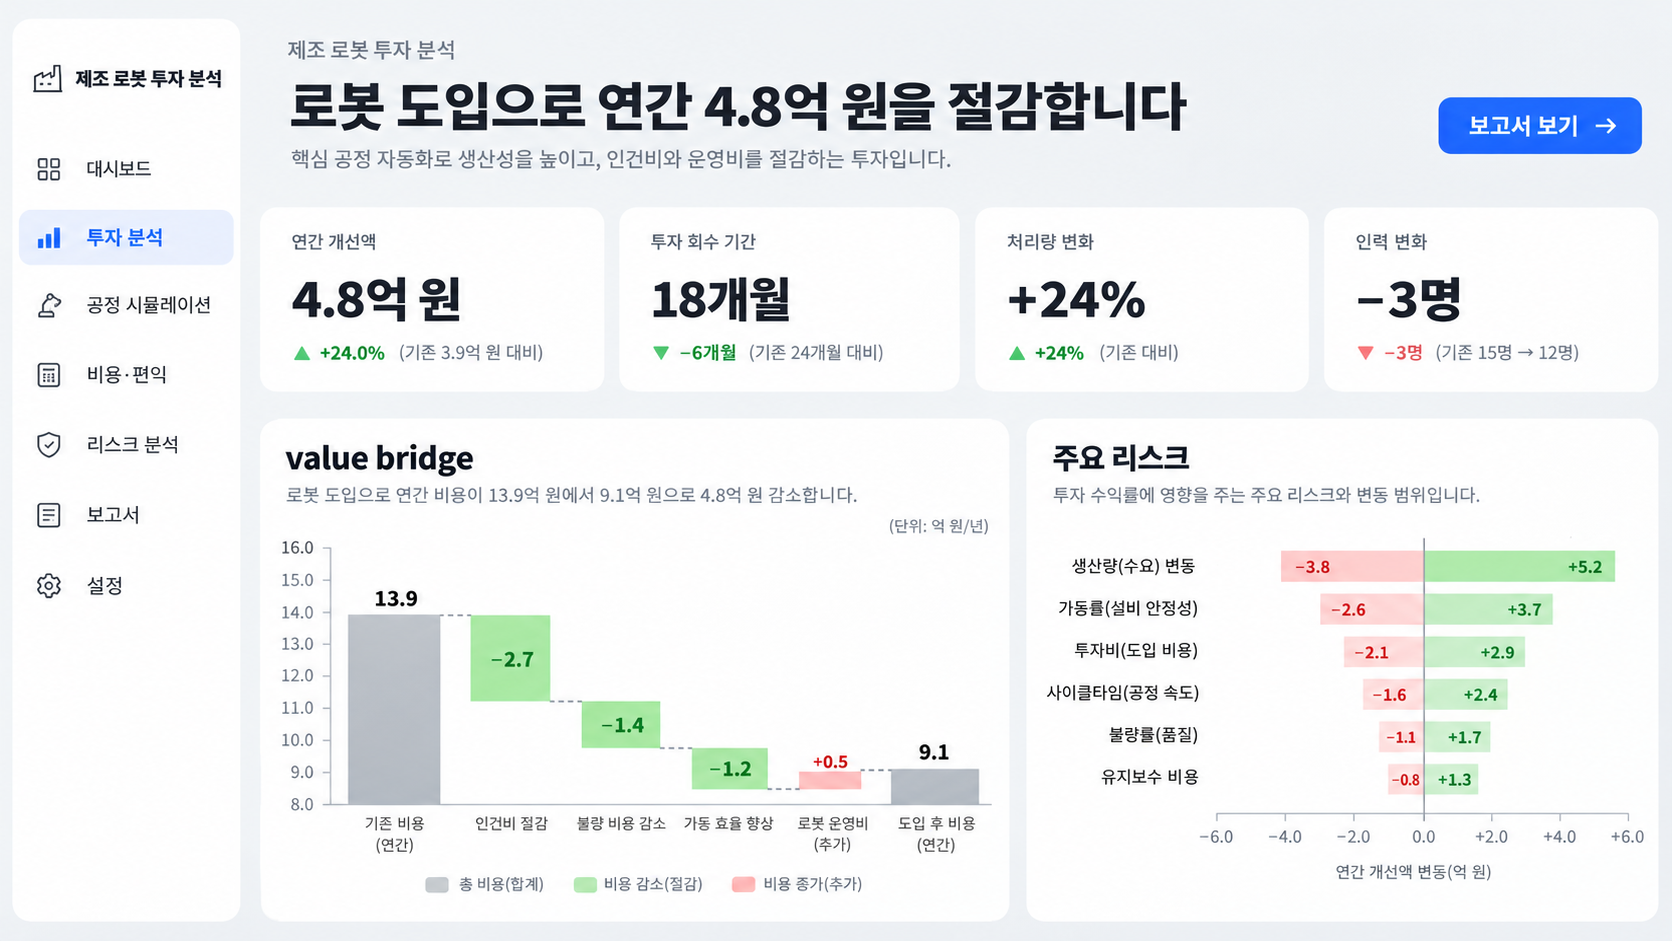 제조 로봇 투자 분석
대시보드
투자 분석
공정 시뮬레이션
비용·편익
리스크 분석
보고서
설정
제조 로봇 투자 분석
로봇 도입으로 연간 4.8억 원을 절감합니다
핵심 공정 자동화로 생산성을 높이고, 인건비와 운영비를 절감하는 투자입니다.
보고서 보기 →
연간 개선액
4.8억 원
▲ +24.0% (기존 3.9억 원 대비)
투자 회수 기간
18개월
▼ −6개월 (기존 24개월 대비)
처리량 변화
+24%
▲ +24% (기존 대비)
인력 변화
−3명
▼ −3명 (기존 15명 → 12명)
value bridge
로봇 도입으로 연간 비용이 13.9억 원에서 9.1억 원으로 4.8억 원 감소합니다.
(단위: 억 원/년)
16.0
15.0
14.0
13.0
12.0
11.0
10.0
9.0
8.0
13.9
−2.7
−1.4
−1.2
+0.5
9.1
기존 비용
(연간)
인건비 절감
불량 비용 감소
가동 효율 향상
로봇 운영비
(추가)
도입 후 비용
(연간)
총 비용(합계)
비용 감소(절감)
비용 증가(추가)
주요 리스크
투자 수익률에 영향을 주는 주요 리스크와 변동 범위입니다.
생산량(수요) 변동 −3.8 +5.2
가동률(설비 안정성) −2.6 +3.7
투자비(도입 비용) −2.1 +2.9
사이클타임(공정 속도) −1.6 +2.4
불량률(품질) −1.1 +1.7
유지보수 비용 −0.8 +1.3
−6.0 −4.0 −2.0 0.0 +2.0 +4.0 +6.0
연간 개선액 변동(억 원)